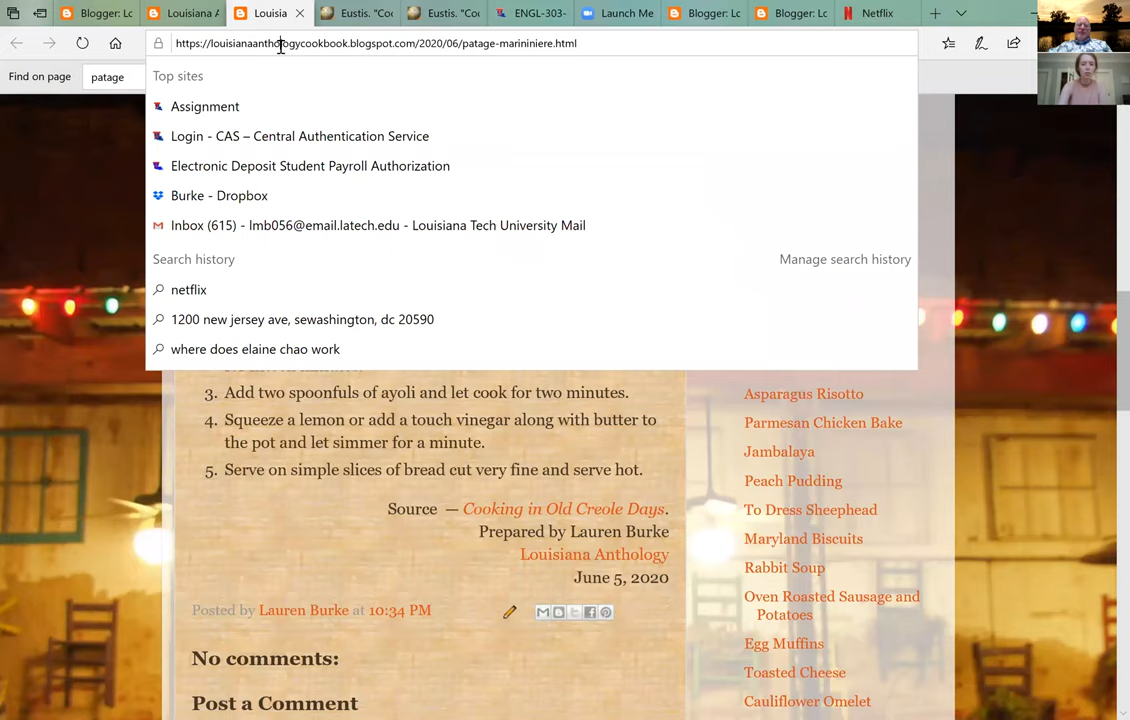 Blogger: Lc
Louisiana A
Louisia
Eustis. "Coo
Eustis. "Coo
ENGL-303-
Launch Me
Blogger: Lc
Blogger: Lc
Netflix
https://louisianaanthologycookbook.blogspot.com/2020/06/patage-marininiere.html
Find on page
patage
Top sites
Assignment
Login - CAS – Central Authentication Service
Electronic Deposit Student Payroll Authorization
Burke - Dropbox
Inbox (615) - lmb056@email.latech.edu - Louisiana Tech University Mail
Search history
Manage search history
netflix
1200 new jersey ave, sewashington, dc 20590
where does elaine chao work
3. Add two spoonfuls of ayoli and let cook for two minutes.
4. Squeeze a lemon or add a touch vinegar along with butter to
the pot and let simmer for a minute.
5. Serve on simple slices of bread cut very fine and serve hot.
Source — Cooking in Old Creole Days.
Prepared by Lauren Burke
Louisiana Anthology
June 5, 2020
Posted by Lauren Burke at 10:34 PM
No comments:
Post a Comment
Asparagus Risotto
Parmesan Chicken Bake
Jambalaya
Peach Pudding
To Dress Sheephead
Maryland Biscuits
Rabbit Soup
Oven Roasted Sausage and
Potatoes
Egg Muffins
Toasted Cheese
Cauliflower Omelet